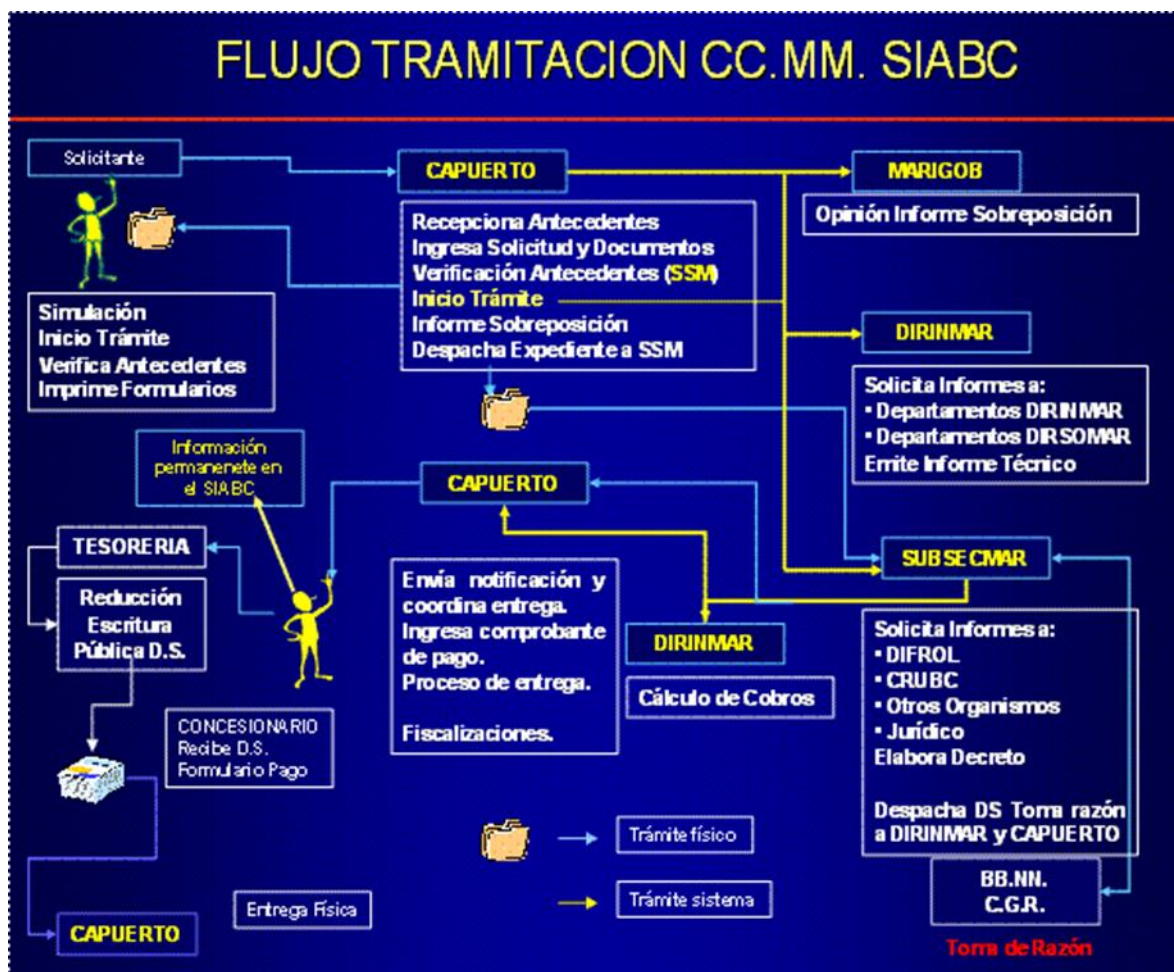 FLUJO TRAMITACION CC.MM. SIABC
Solicitante
CAPUERTO
MARIGOB
Recepciona Antecedentes
Ingresa Solicitud y Documentos
Verificación Antecedentes (SSM)
Inicio Trámite
Informe Sobreposición
Despacha Expediente a SSM
Opinión Informe Sobreposición
Simulación
Inicio Trámite
Verifica Antecedentes
Imprime Formularios
DIRINMAR
Solicita Informes a:
▪ Departamentos DIRINMAR
▪ Departamentos DIRSOMAR
Emite Informe Técnico
Información
permanenete en
el SIABC
CAPUERTO
TESORERIA
SUBSECMAR
Reducción
Escritura
Pública D.S.
Envía notificación y
coordina entrega.
Ingresa comprobante
de pago.
Proceso de entrega.
Fiscalizaciones.
DIRINMAR
Cálculo de Cobros
Solicita Informes a:
▪ DIFROL
▪ CRUBC
▪ Otros Organismos
▪ Jurídico
Elabora Decreto
Despacha DS Toma razón
a DIRINMAR y CAPUERTO
CONCESIONARIO
Recibe D.S.
Formulario Pago
Trámite físico
BB.NN.
C.G.R.
Entrega Física
Trámite sistema
CAPUERTO
Toma de Razón